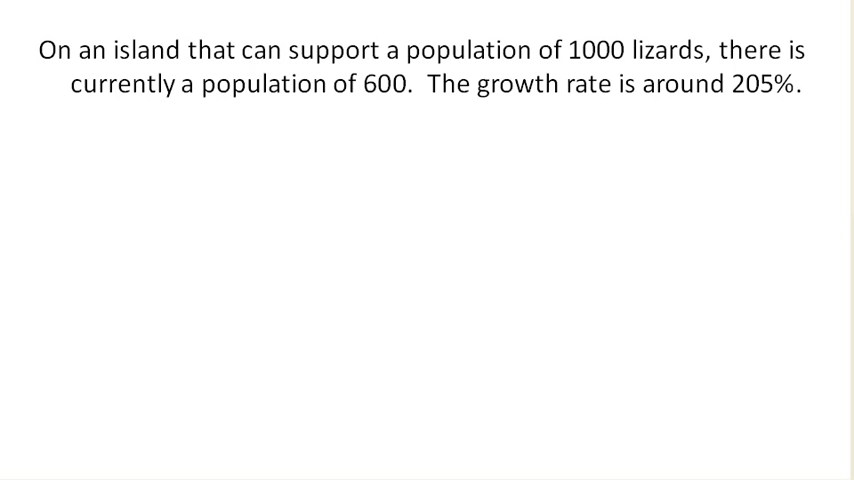 On an island that can support a population of 1000 lizards, there is
currently a population of 600.  The growth rate is around 205%.